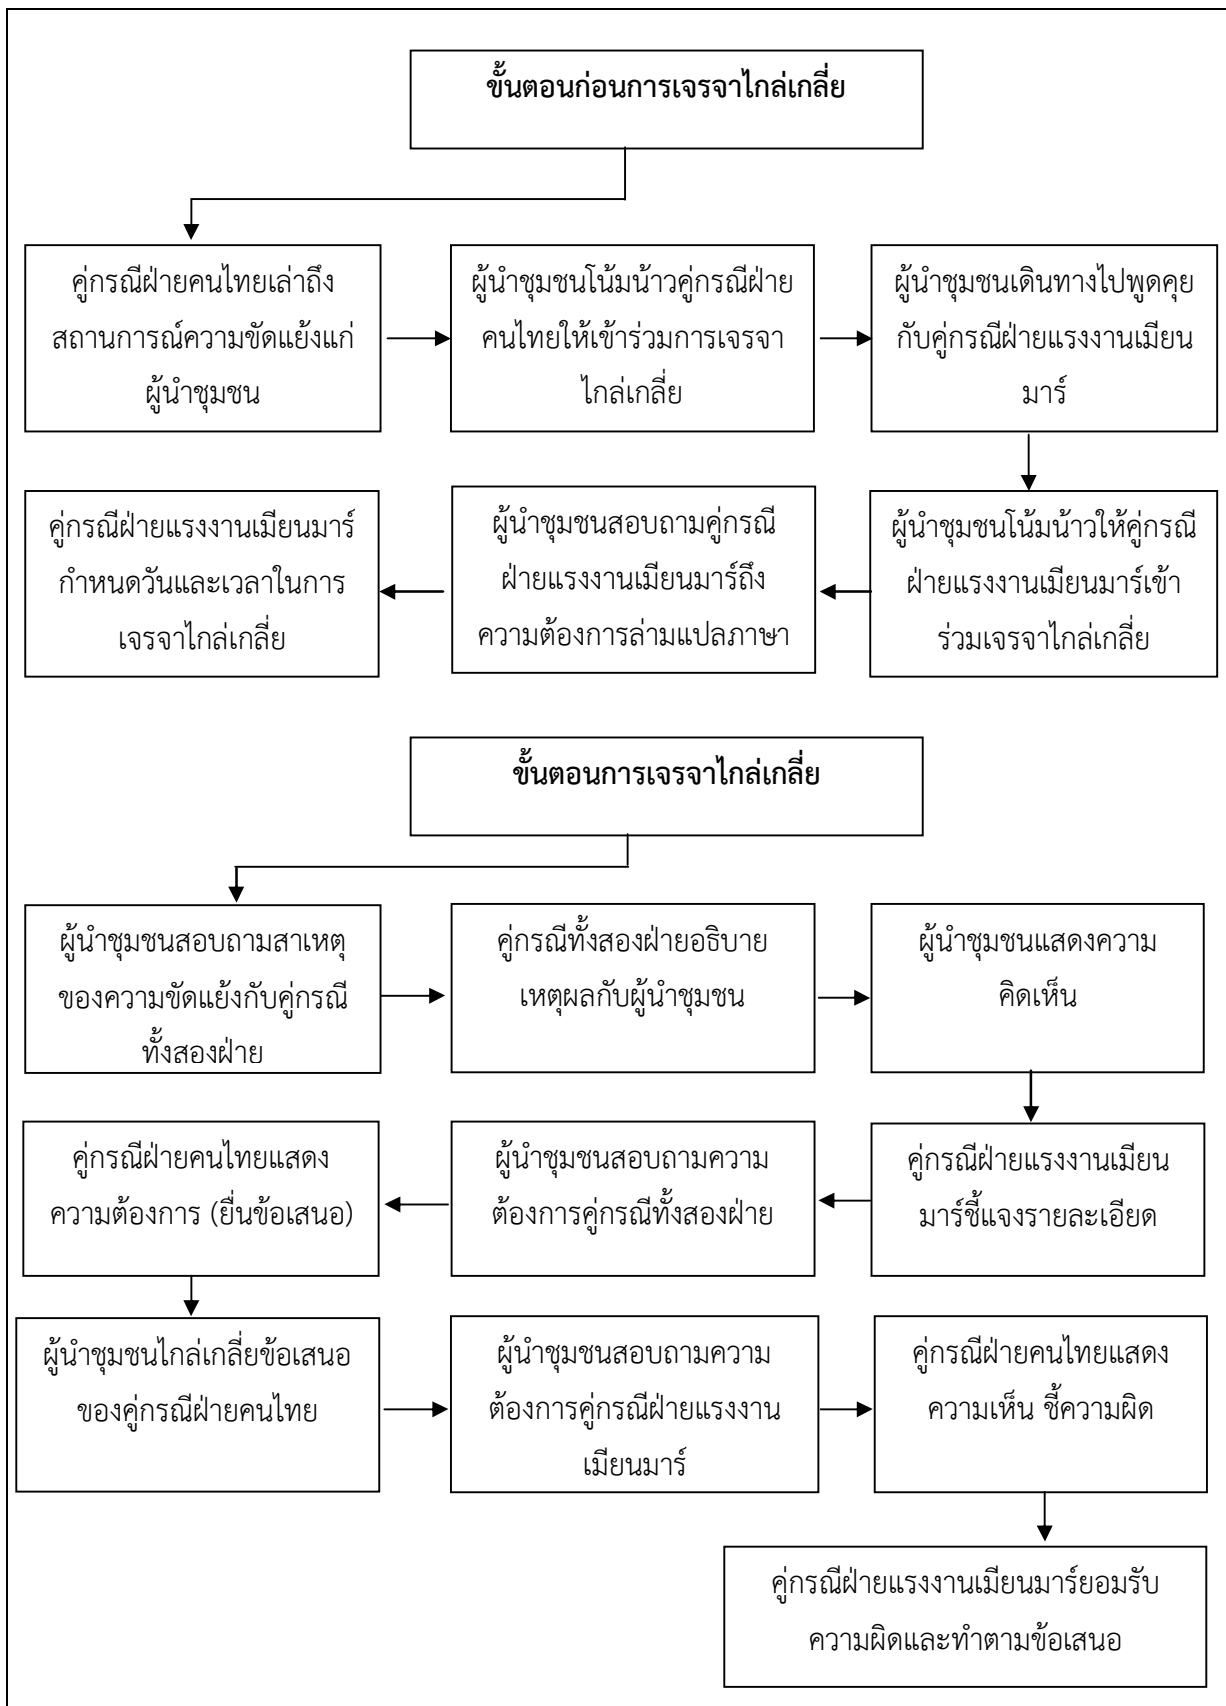 ขั้นตอนก่อนการเจรจาไกล่เกลี่ย
คู่กรณีฝ่ายคนไทยเล่าถึง
สถานการณ์ความขัดแย้งแก่
ผู้นำชุมชน
ผู้นำชุมชนโน้มน้าวคู่กรณีฝ่าย
คนไทยให้เข้าร่วมการเจรจา
ไกล่เกลี่ย
ผู้นำชุมชนเดินทางไปพูดคุย
กับคู่กรณีฝ่ายแรงงานเมียน
มาร์
ผู้นำชุมชนโน้มน้าวให้คู่กรณี
ฝ่ายแรงงานเมียนมาร์เข้า
ร่วมเจรจาไกล่เกลี่ย
ผู้นำชุมชนสอบถามคู่กรณี
ฝ่ายแรงงานเมียนมาร์ถึง
ความต้องการล่ามแปลภาษา
คู่กรณีฝ่ายแรงงานเมียนมาร์
กำหนดวันและเวลาในการ
เจรจาไกล่เกลี่ย
ขั้นตอนการเจรจาไกล่เกลี่ย
ผู้นำชุมชนสอบถามสาเหตุ
ของความขัดแย้งกับคู่กรณี
ทั้งสองฝ่าย
คู่กรณีทั้งสองฝ่ายอธิบาย
เหตุผลกับผู้นำชุมชน
ผู้นำชุมชนแสดงความ
คิดเห็น
คู่กรณีฝ่ายแรงงานเมียน
มาร์ชี้แจงรายละเอียด
ผู้นำชุมชนสอบถามความ
ต้องการคู่กรณีทั้งสองฝ่าย
คู่กรณีฝ่ายคนไทยแสดง
ความต้องการ (ยื่นข้อเสนอ)
ผู้นำชุมชนไกล่เกลี่ยข้อเสนอ
ของคู่กรณีฝ่ายคนไทย
ผู้นำชุมชนสอบถามความ
ต้องการคู่กรณีฝ่ายแรงงาน
เมียนมาร์
คู่กรณีฝ่ายคนไทยแสดง
ความเห็น ชี้ความผิด
คู่กรณีฝ่ายแรงงานเมียนมาร์ยอมรับ
ความผิดและทำตามข้อเสนอ